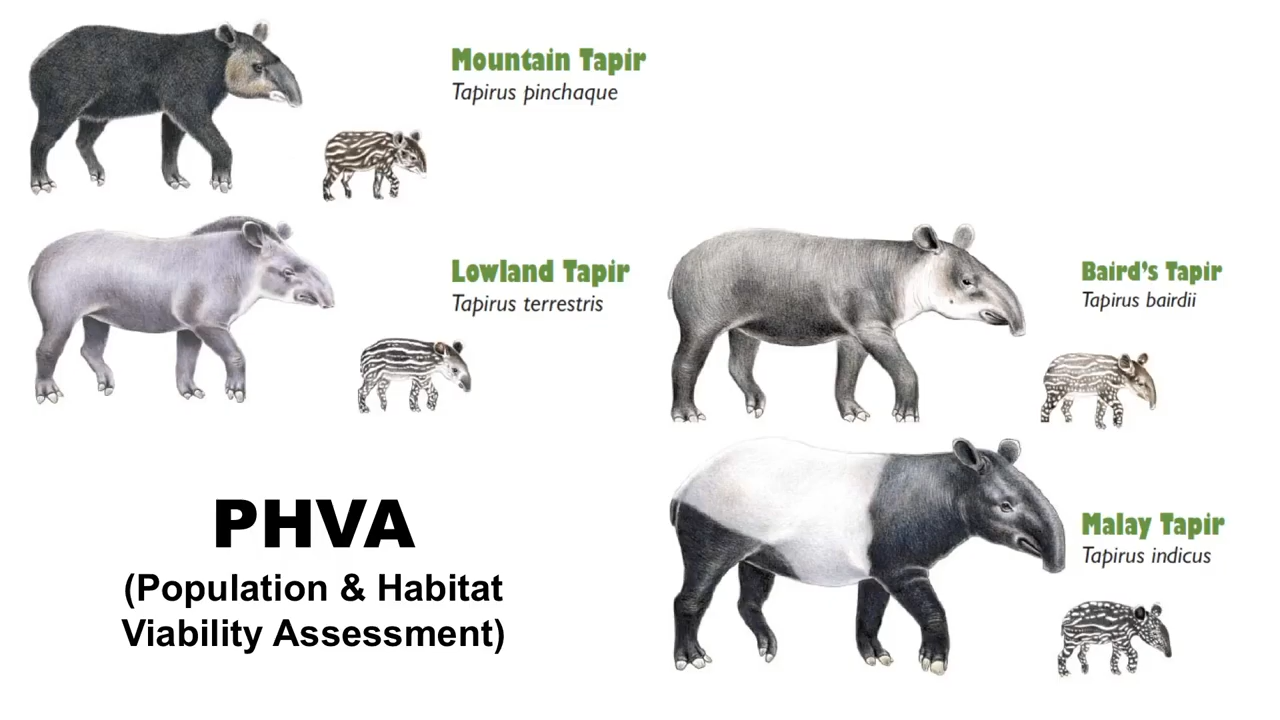 Mountain Tapir
Tapirus pinchaque
Lowland Tapir
Tapirus terrestris
Baird's Tapir
Tapirus bairdii
Malay Tapir
Tapirus indicus
PHVA
(Population & Habitat
Viability Assessment)